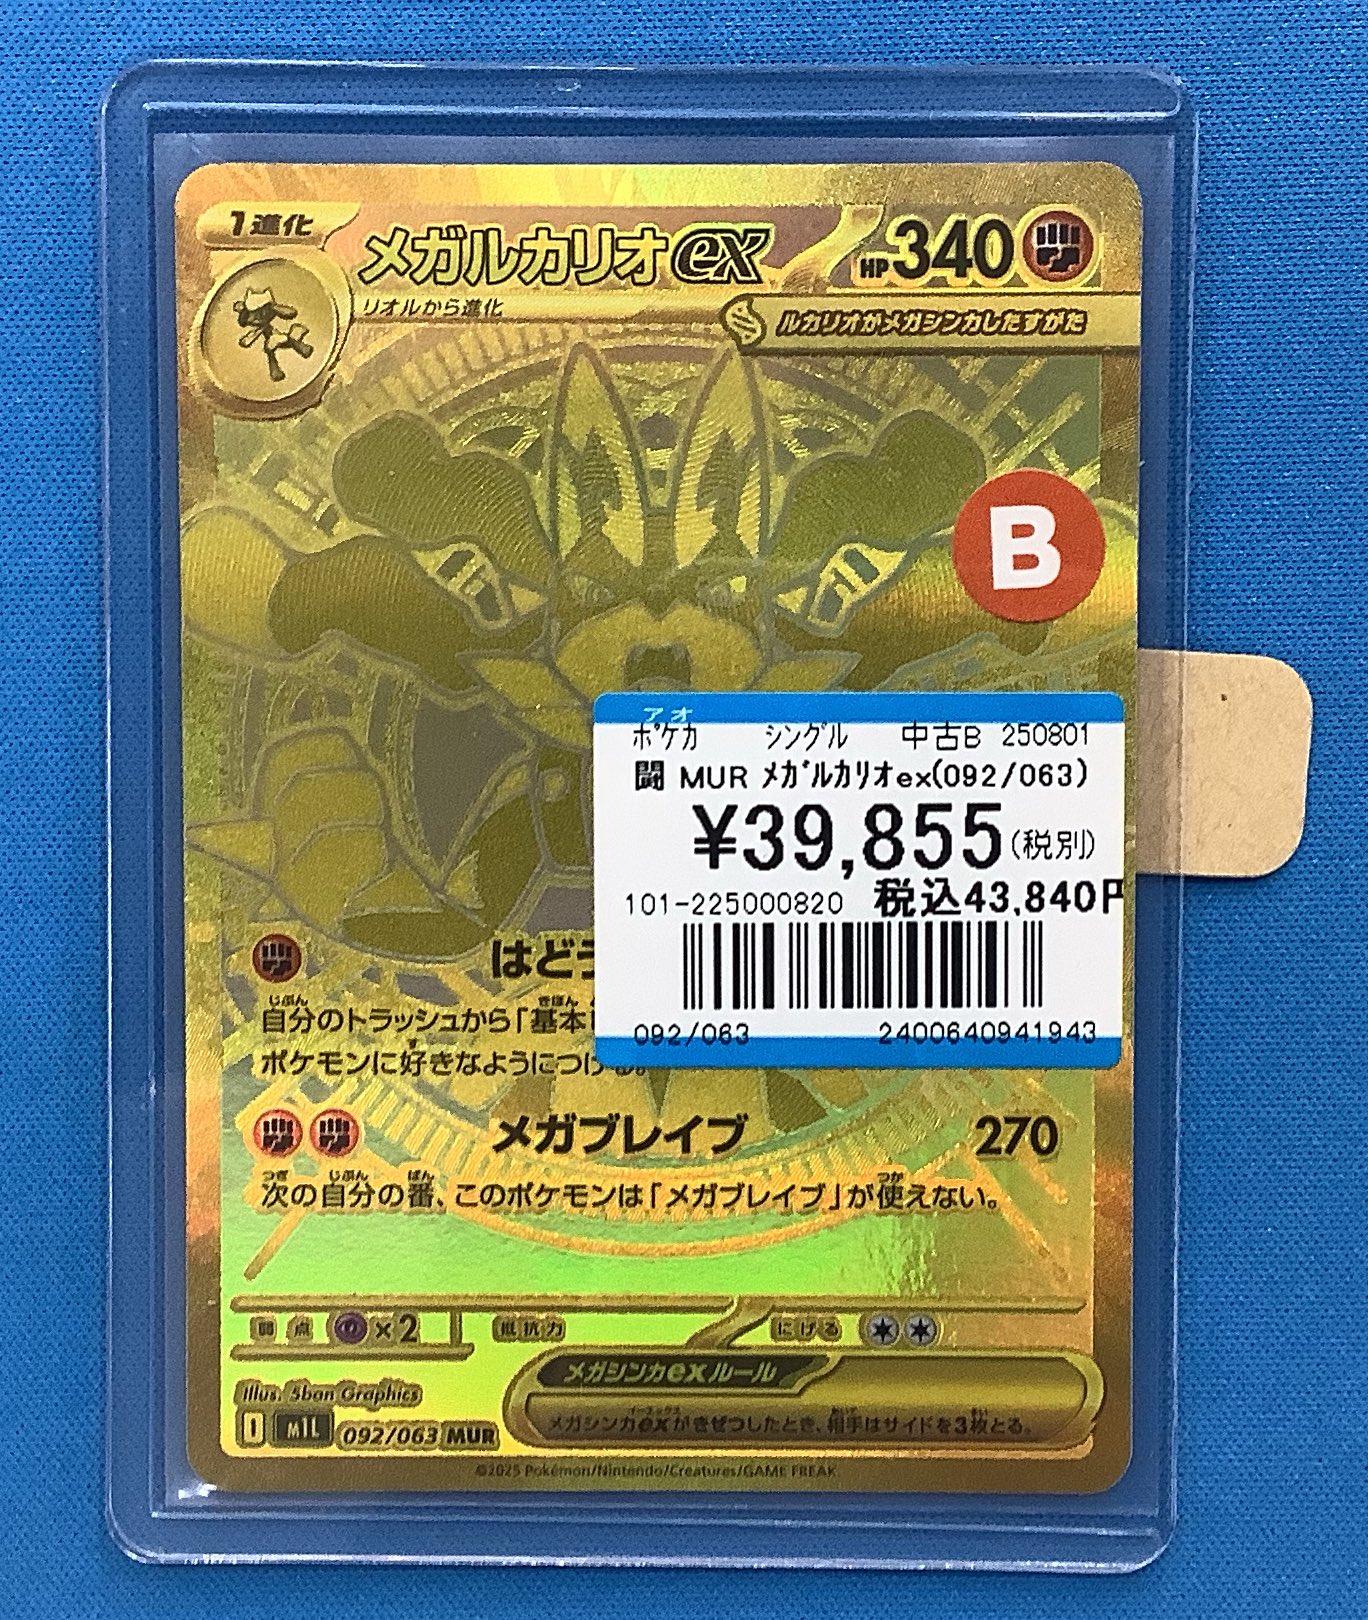 1進化
メガルカリオex
HP340
リオルから進化
ルカリオがメガシンカしたすがた
B
アオ
ポケカ シングル 中古B 250801
闘 MUR メガルカリオex(092/063)
¥39,855(税別)
101-225000820 税込43,840円
092/063 2400640941943
はどう
自分のトラッシュから「基本
ポケモンに好きなようにつける。
メガブレイブ 270
次の自分の番、このポケモンは「メガブレイブ」が使えない。
弱点 ×2 抵抗力 にげる
メガシンカexルール
メガシンカexがきぜつしたとき、相手はサイドを3枚とる。
Illus. 5ban Graphics
I M1L 092/063 MUR
©2025 Pokémon/Nintendo/Creatures/GAME FREAK